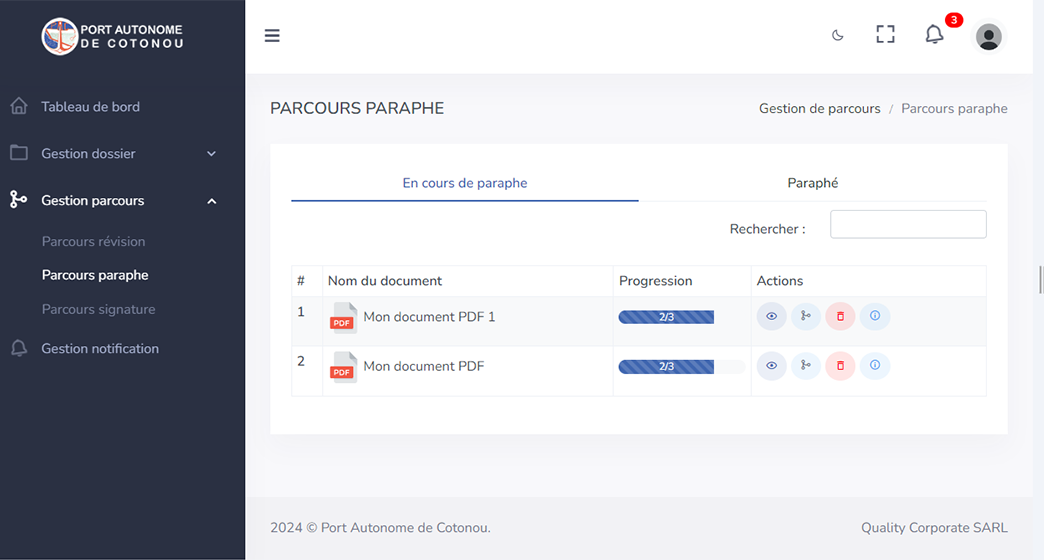 PORT AUTONOME
DE COTONOU
3
Tableau de bord
Gestion dossier
Gestion parcours
Parcours révision
Parcours paraphe
Parcours signature
Gestion notification
PARCOURS PARAPHE
Gestion de parcours / Parcours paraphe
En cours de paraphe
Paraphé
Rechercher :
# Nom du document Progression Actions
1 PDF Mon document PDF 1 2/3
2 PDF Mon document PDF 2/3
2024 © Port Autonome de Cotonou.
Quality Corporate SARL